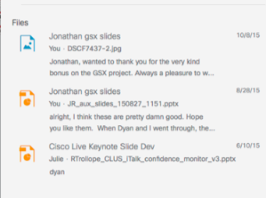 Files
Jonathan gsx slides 10/8/15
You - DSCF7437-2.jpg
Jonathan, wanted to thank you for the very kind
bonus on the GSX project. Always a pleasure to w...
Jonathan gsx slides 8/28/15
You - JR_aux_slides_150827_1151.pptx
alright, I think these are pretty damn good. Hope
you like them. When Dyan and I went through, the...
Cisco Live Keynote Slide Dev 6/10/15
Julie - RTrollope_CLUS_iTalk_confidence_monitor_v3.pptx
dyan